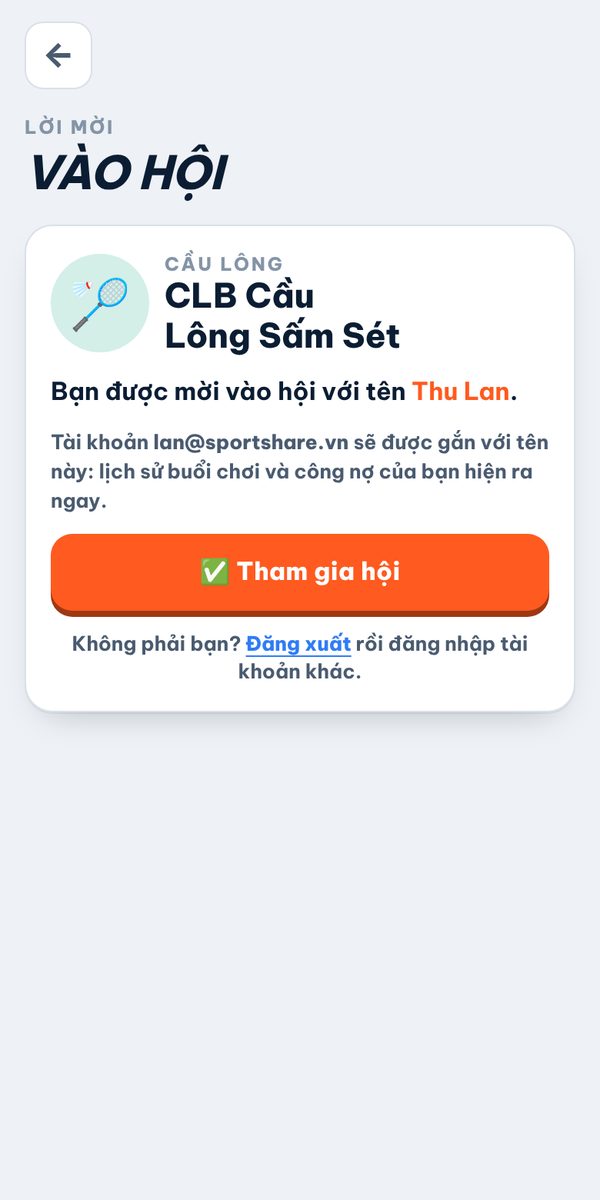 LỜI MỜI
VÀO HỘI
CẦU LÔNG
CLB Cầu
Lông Sấm Sét
Bạn được mời vào hội với tên Thu Lan.
Tài khoản lan@sportshare.vn sẽ được gắn với tên
này: lịch sử buổi chơi và công nợ của bạn hiện ra
ngay.
✅ Tham gia hội
Không phải bạn? Đăng xuất rồi đăng nhập tài
khoản khác.